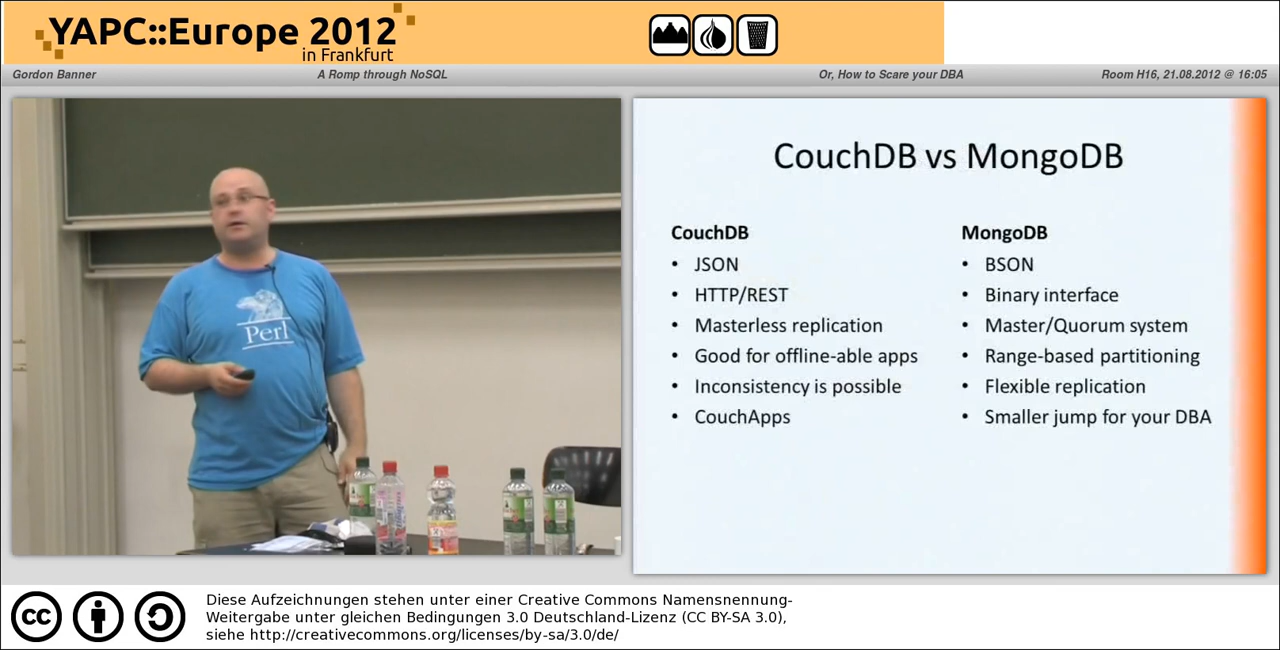 YAPC::Europe 2012
in Frankfurt
Gordon Banner
A Romp through NoSQL
Or, How to Scare your DBA
Room H16, 21.08.2012 @ 16:05
Perl
CouchDB vs MongoDB
CouchDB
• JSON
• HTTP/REST
• Masterless replication
• Good for offline-able apps
• Inconsistency is possible
• CouchApps
MongoDB
• BSON
• Binary interface
• Master/Quorum system
• Range-based partitioning
• Flexible replication
• Smaller jump for your DBA
cc
Diese Aufzeichnungen stehen unter einer Creative Commons Namensnennung-
Weitergabe unter gleichen Bedingungen 3.0 Deutschland-Lizenz (CC BY-SA 3.0),
siehe http://creativecommons.org/licenses/by-sa/3.0/de/